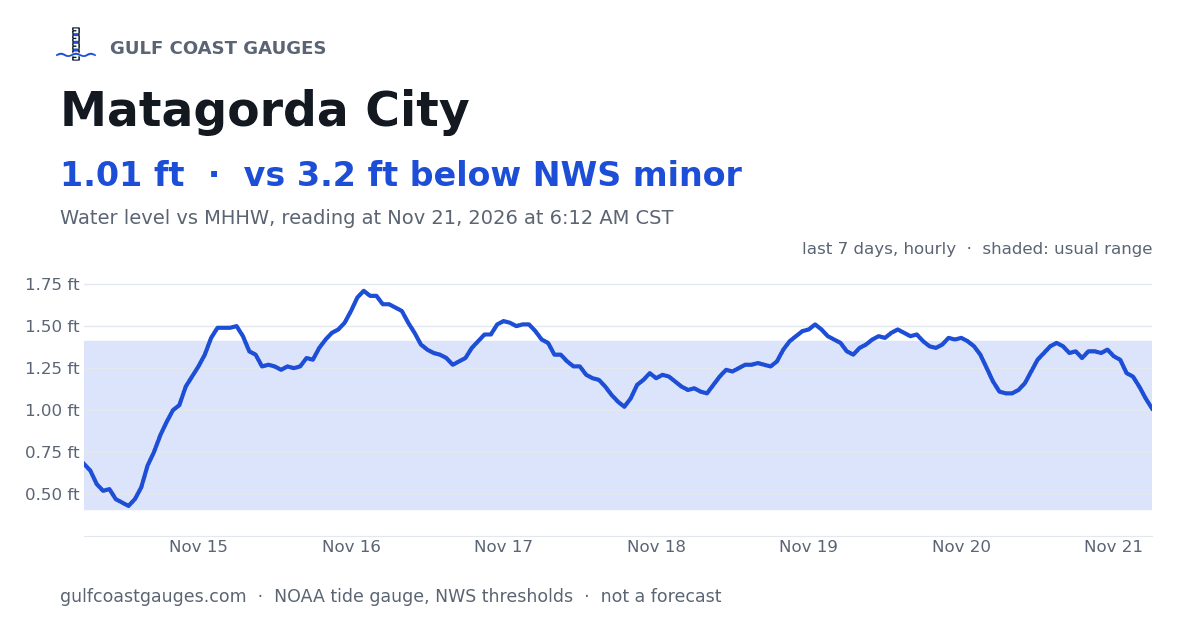 GULF COAST GAUGES
Matagorda City
1.01 ft · vs 3.2 ft below NWS minor
Water level vs MHHW, reading at Nov 21, 2026 at 6:12 AM CST
last 7 days, hourly · shaded: usual range
1.75 ft
1.50 ft
1.25 ft
1.00 ft
0.75 ft
0.50 ft
Nov 15 Nov 16 Nov 17 Nov 18 Nov 19 Nov 20 Nov 21
gulfcoastgauges.com · NOAA tide gauge, NWS thresholds · not a forecast